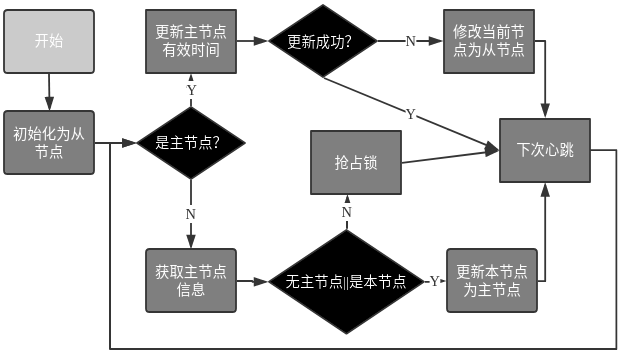 开始
初始化为从
节点
是主节点?
Y
更新主节点
有效时间
更新成功?
N
修改当前节
点为从节点
Y
下次心跳
N
获取主节点
信息
无主节点||是本节点
N
抢占锁
Y
更新本节点
为主节点